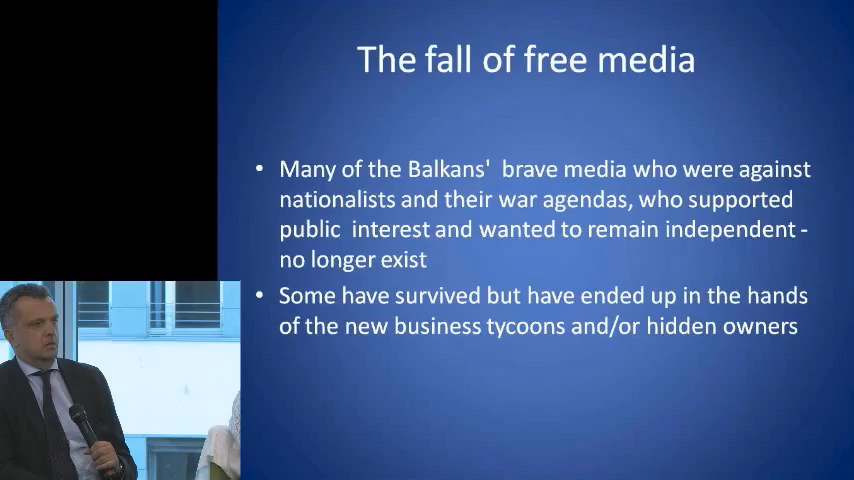 The fall of free media
• Many of the Balkans'  brave media who were against
nationalists and their war agendas, who supported
public  interest and wanted to remain independent -
no longer exist
• Some have survived but have ended up in the hands
of the new business tycoons and/or hidden owners